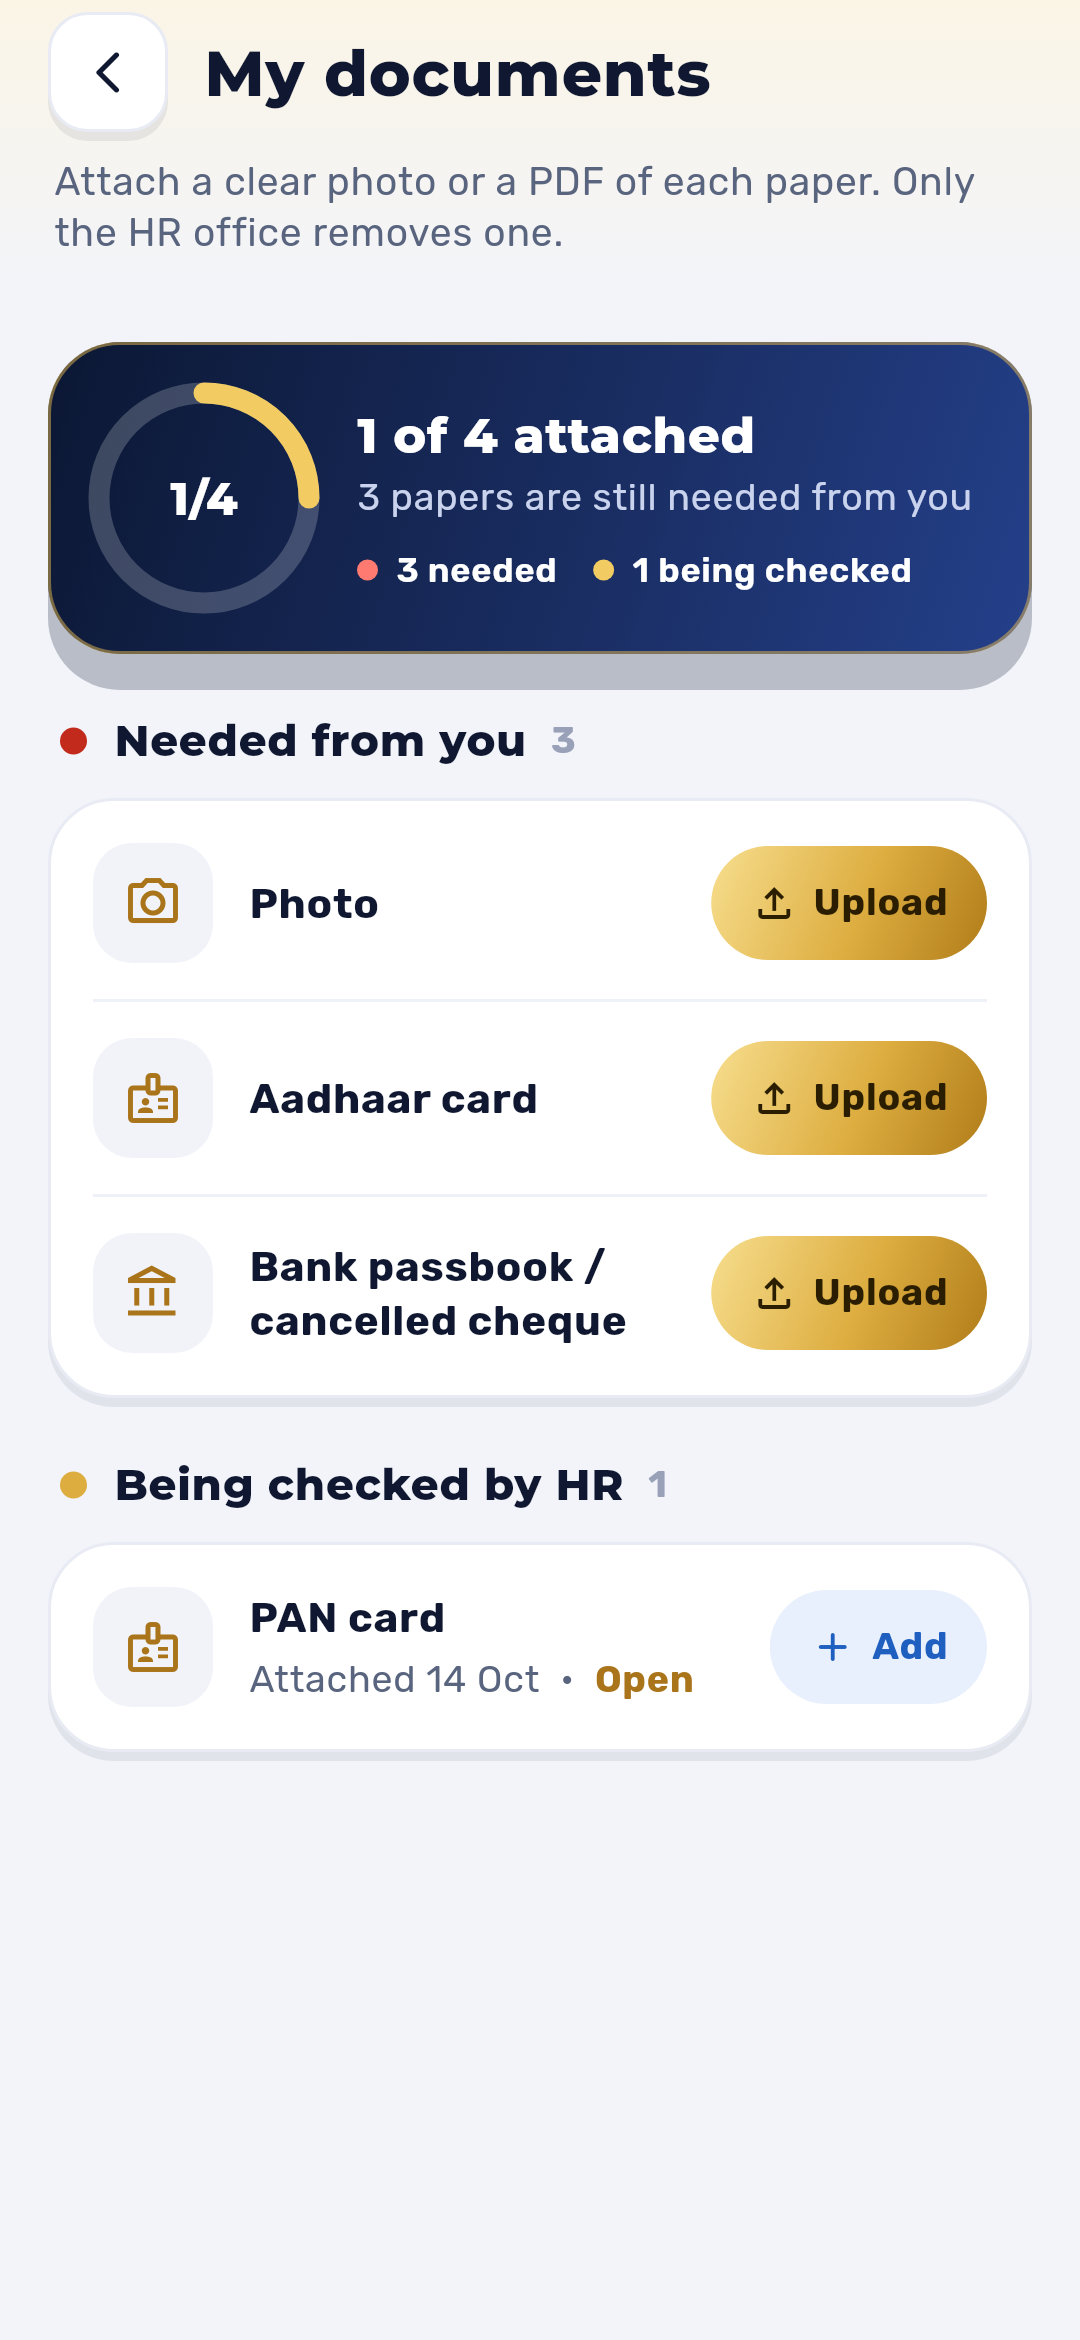 My documents
Attach a clear photo or a PDF of each paper. Only
the HR office removes one.
1/4
1 of 4 attached
3 papers are still needed from you
3 needed
1 being checked
Needed from you 3
Photo
Upload
Aadhaar card
Upload
Bank passbook /
cancelled cheque
Upload
Being checked by HR 1
PAN card
Attached 14 Oct • Open
Add